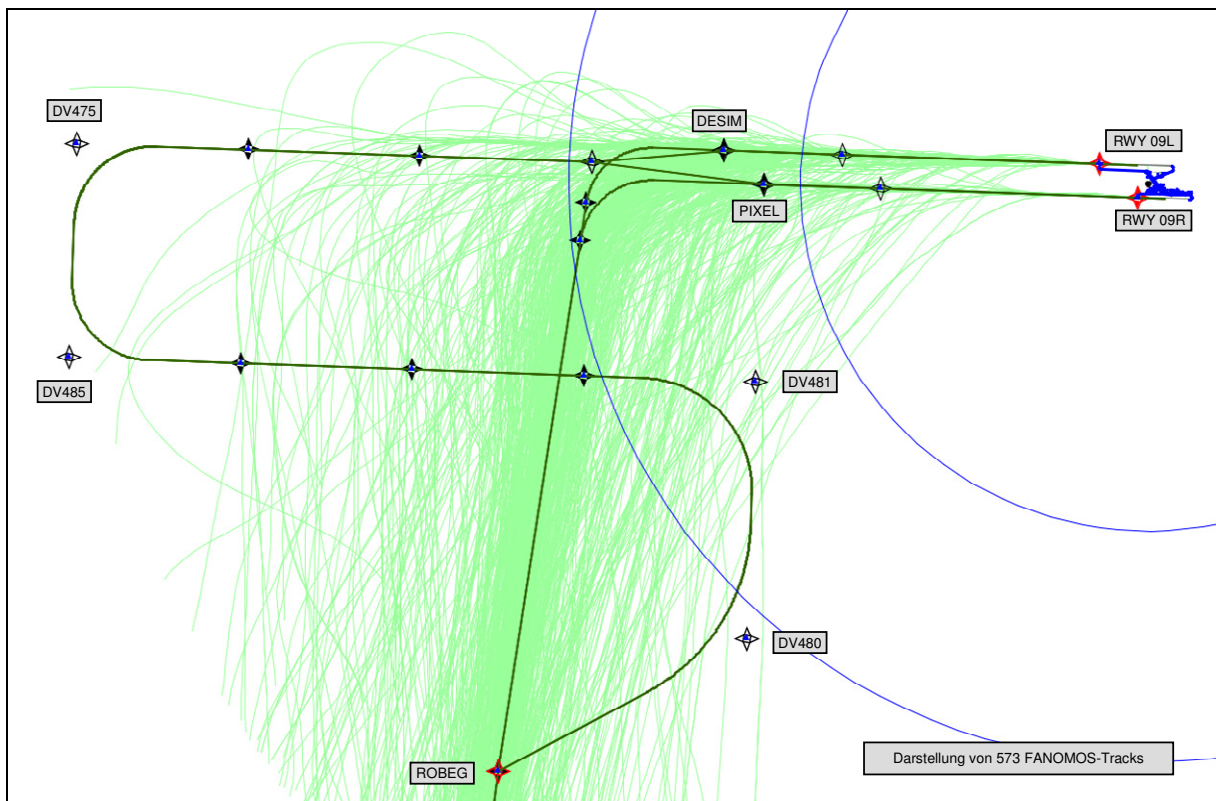 DV475
DESIM
RWY 09L
PIXEL
RWY 09R
DV485
DV481
DV480
ROBEG
Darstellung von 573 FANOMOS-Tracks